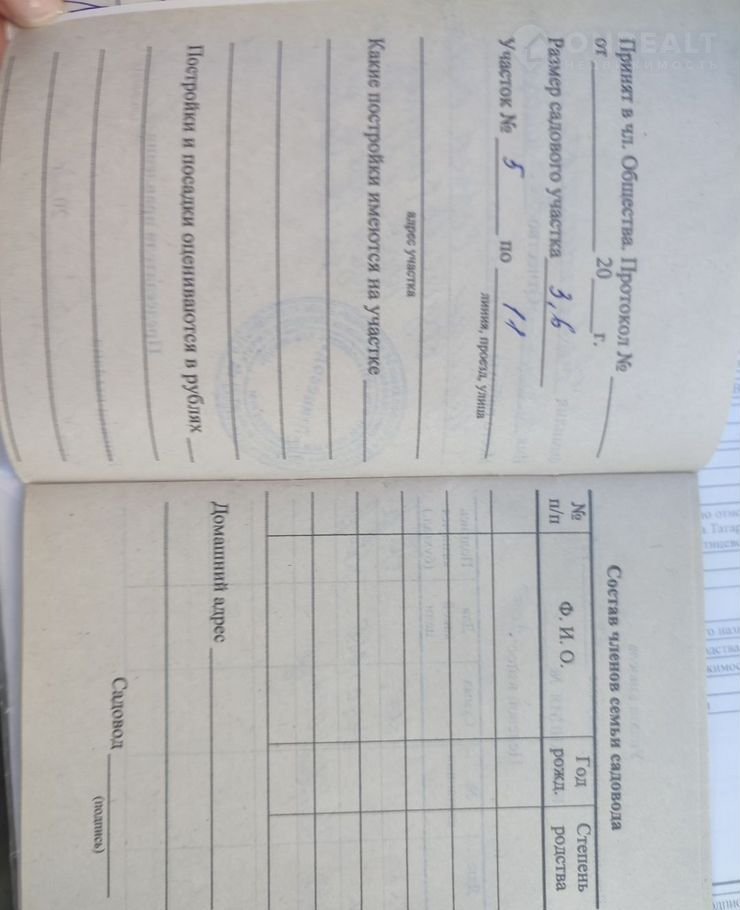 Принят в чл. Общества. Протокол №
от 20 г.
Размер садового участка 3,6
Участок № 5 по 11
линия, проезд, улица
адрес участка
Какие постройки имеются на участке
Постройки и посадки оцениваются в рублях
Состав членов семьи садовода
№ п/п
Ф. И. О.
Год рожд.
Степень родства
Домашний адрес
Садовод
(подпись)
ONREALT
НЕДВИЖИМОСТЬ